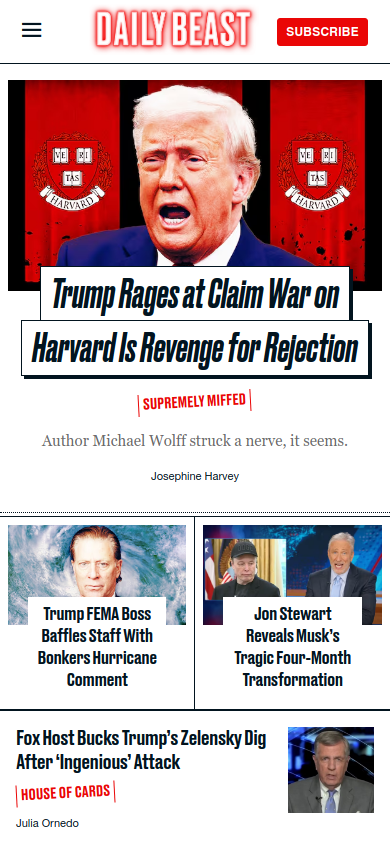 DAILY BEAST
SUBSCRIBE
VE RI
TAS
HARVARD
VE RI
TAS
HARVARD
Trump Rages at Claim War on
Harvard Is Revenge for Rejection
SUPREMELY MIFFED
Author Michael Wolff struck a nerve, it seems.
Josephine Harvey
Trump FEMA Boss
Baffles Staff With
Bonkers Hurricane
Comment
Jon Stewart
Reveals Musk's
Tragic Four-Month
Transformation
Fox Host Bucks Trump's Zelensky Dig
After 'Ingenious' Attack
HOUSE OF CARDS
Julia Ornedo